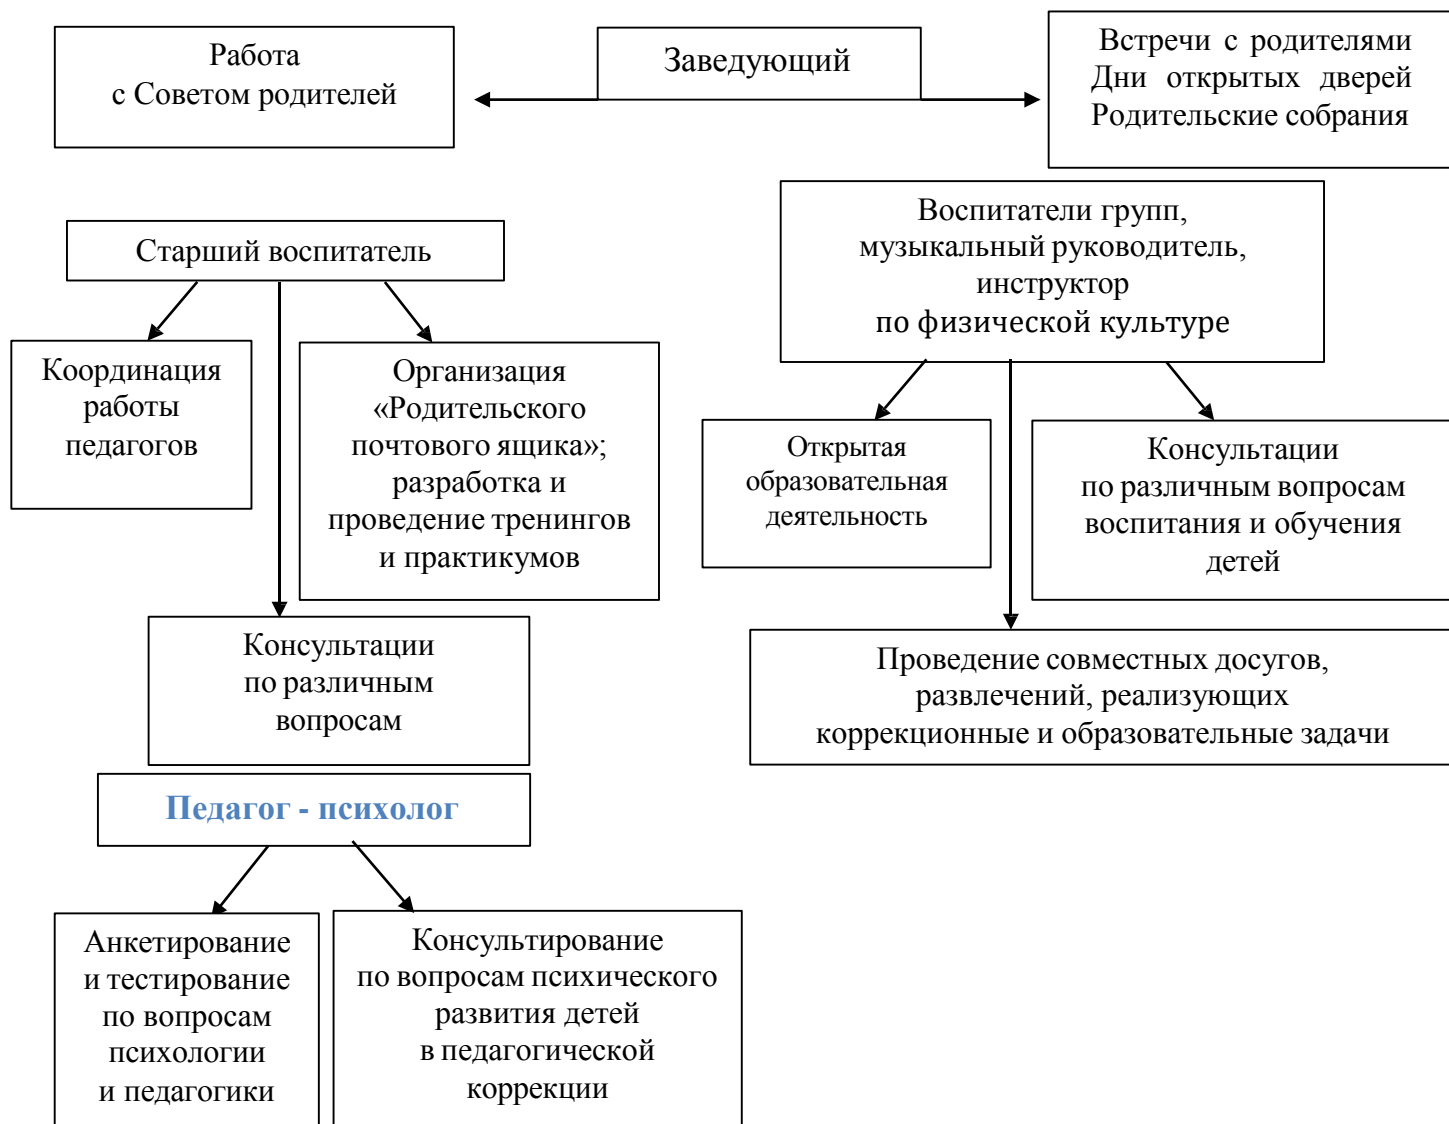 Работа
с Советом родителей
Заведующий
Встречи с родителями
Дни открытых дверей
Родительские собрания
Старший воспитатель
Воспитатели групп,
музыкальный руководитель,
инструктор
по физической культуре
Координация
работы
педагогов
Организация
«Родительского
почтового ящика»;
разработка и
проведение тренингов
и практикумов
Открытая
образовательная
деятельность
Консультации
по различным вопросам
воспитания и обучения
детей
Консультации
по различным
вопросам
Проведение совместных досугов,
развлечений, реализующих
коррекционные и образовательные задачи
Педагог - психолог
Анкетирование
и тестирование
по вопросам
психологии
и педагогики
Консультирование
по вопросам психического
развития детей
в педагогической
коррекции